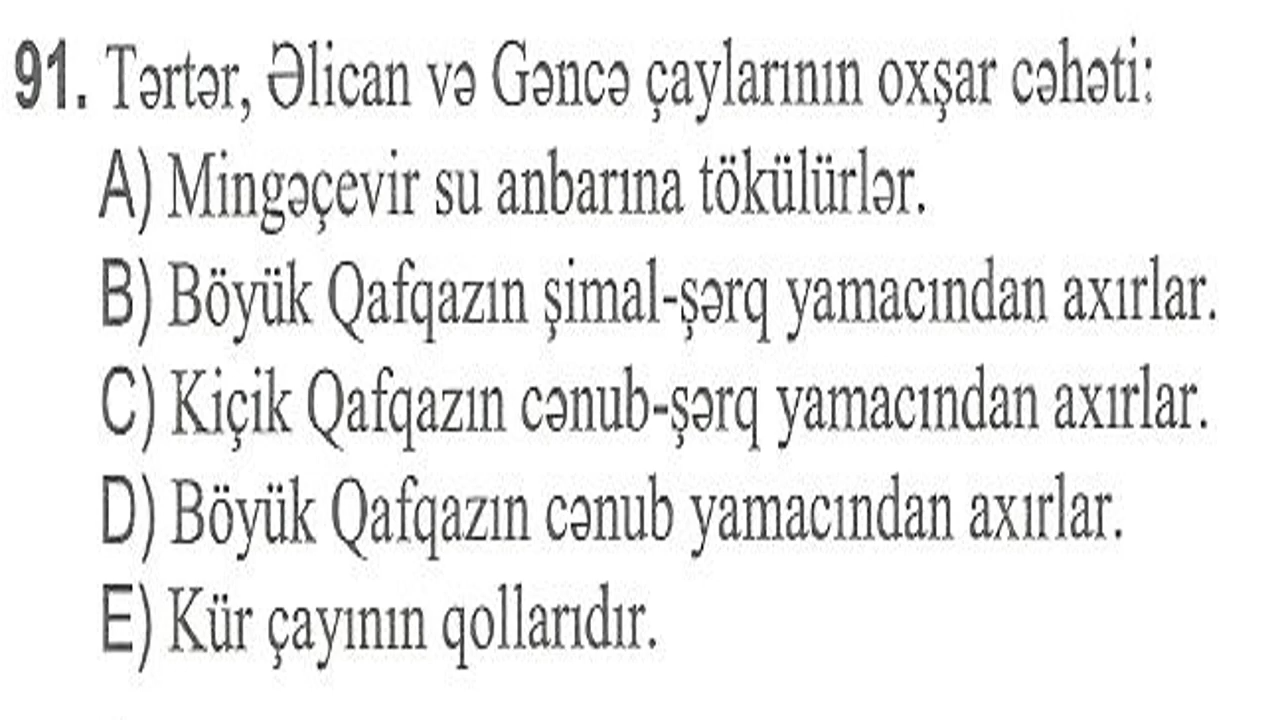 91. Tərtər, Əlican və Gəncə çaylarının oxşar cəhəti:
A) Mingəçevir su anbarına tökülürlər.
B) Böyük Qafqazın şimal-şərq yamacından axırlar.
C) Kiçik Qafqazın cənub-şərq yamacından axırlar.
D) Böyük Qafqazın cənub yamacından axırlar.
E) Kür çayının qollarıdır.